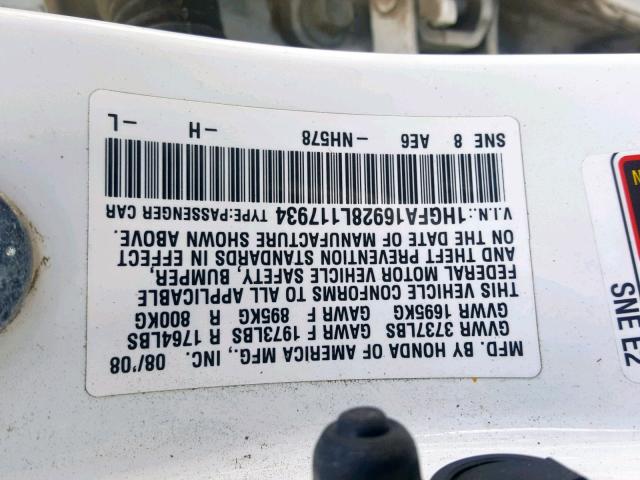 MFD. BY HONDA OF AMERICA MFG., INC. 08/'08
GVWR 3737LBS GAWR F 1973LBS R 1764LBS
GVWR 1695KG GAWR F 895KG R 800KG
THIS VEHICLE CONFORMS TO ALL APPLICABLE
FEDERAL MOTOR VEHICLE SAFETY, BUMPER,
AND THEFT PREVENTION STANDARDS IN EFFECT
ON THE DATE OF MANUFACTURE SHOWN ABOVE.
V.I.N.:1HGFA16928L117934 TYPE:PASSENGER CAR
SNE 8 AE6 -NH578 -H -L
SNE E2